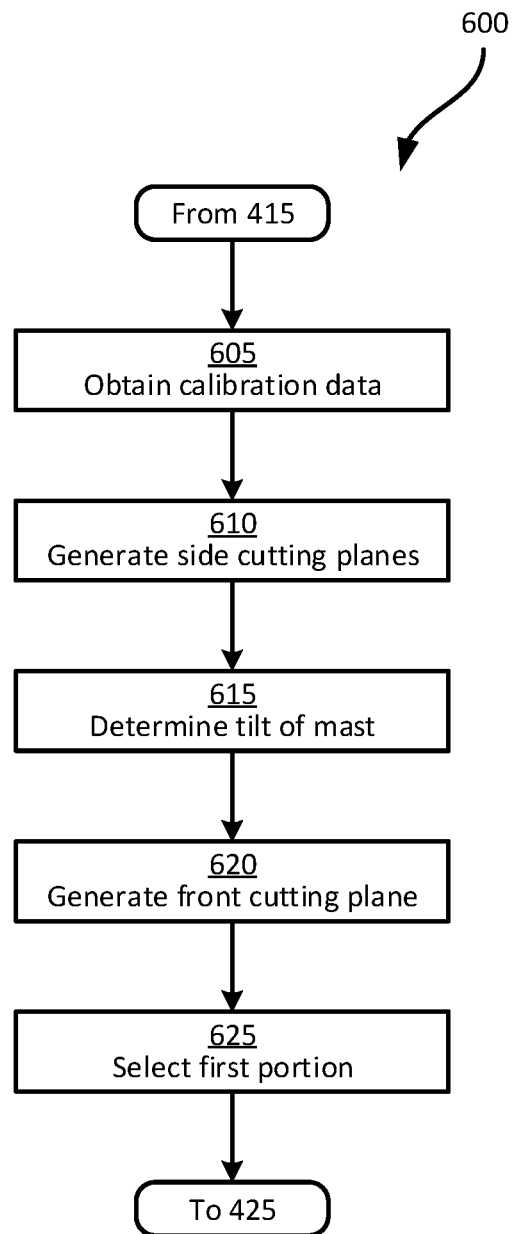 600
From 415
605
Obtain calibration data
610
Generate side cutting planes
615
Determine tilt of mast
620
Generate front cutting plane
625
Select first portion
To 425